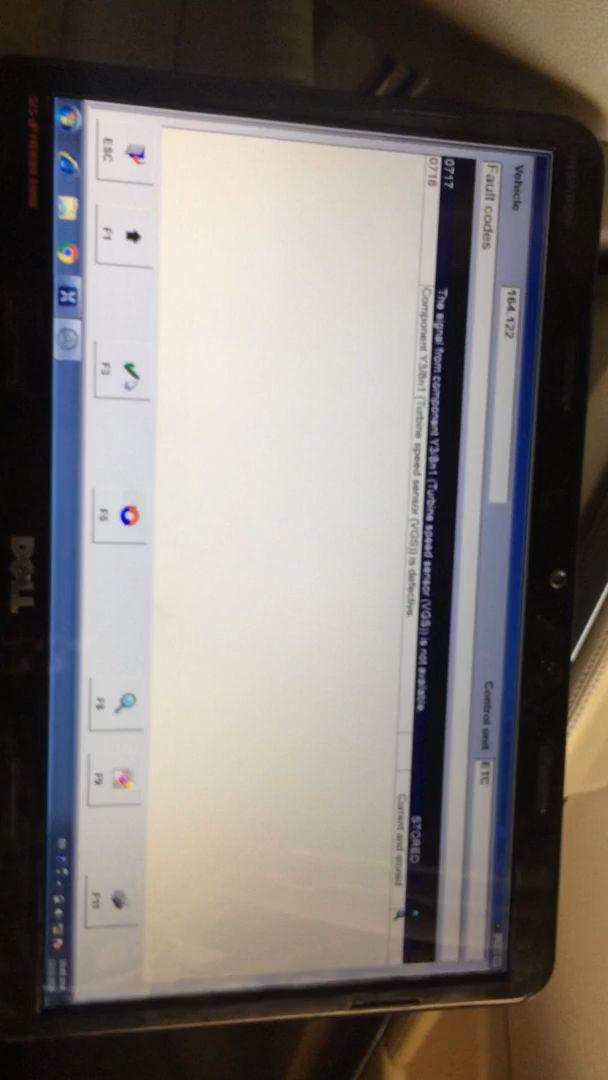 Vehicle 164.122 Control unit ETC
Fault codes
0717 The signal from component Y3/8n1 (Turbine speed sensor (VGS)) is not available. STORED
0718 Component Y3/8n1 (Turbine speed sensor (VGS)) is defective. Current and stored
ESC F1 F3 F5 F8 F9 F11
DELL